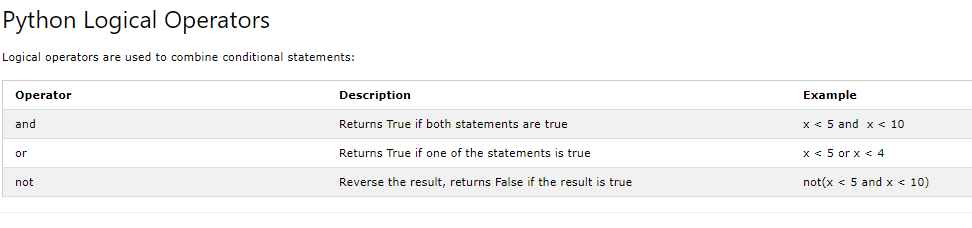 Python Logical Operators
Logical operators are used to combine conditional statements:
Operator Description Example
and Returns True if both statements are true x < 5 and  x < 10
or Returns True if one of the statements is true x < 5 or x < 4
not Reverse the result, returns False if the result is true not(x < 5 and x < 10)